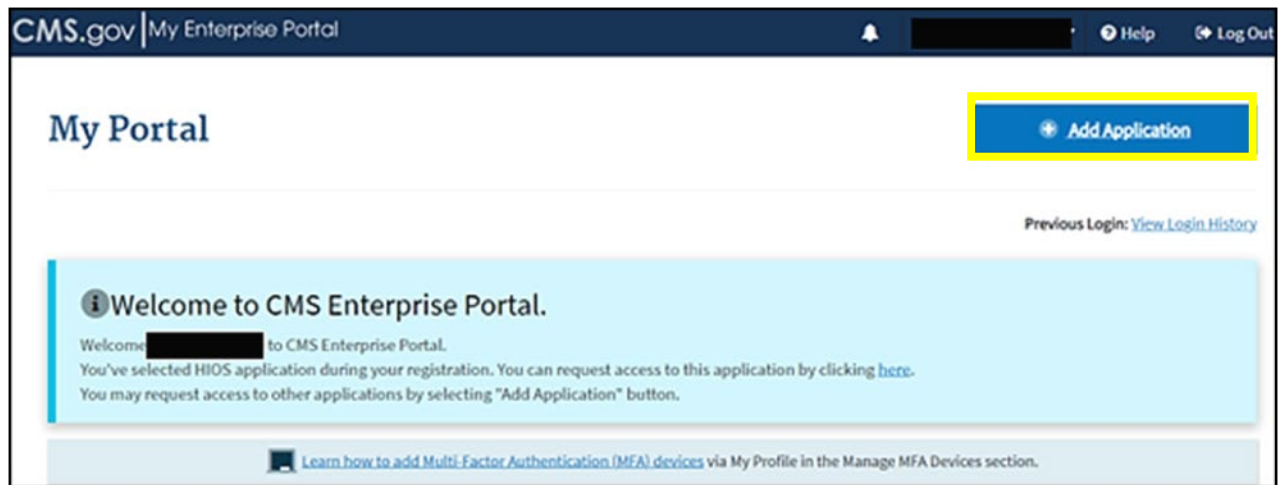 CMS.gov My Enterprise Portal Help Log Out
My Portal
Add Application
Previous Login: View Login History
Welcome to CMS Enterprise Portal.
Welcome to CMS Enterprise Portal.
You've selected HIOS application during your registration. You can request access to this application by clicking here.
You may request access to other applications by selecting "Add Application" button.
Learn how to add Multi-Factor Authentication (MFA) devices via My Profile in the Manage MFA Devices section.